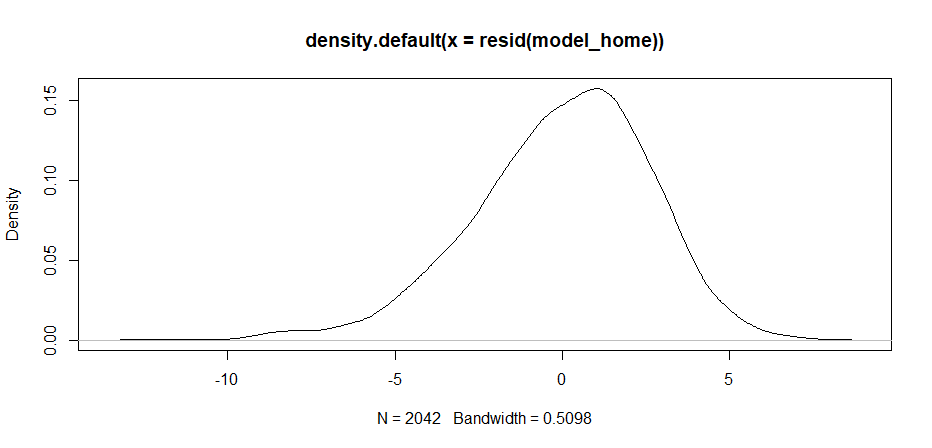 density.default(x = resid(model_home))
Density
0.15
0.10
0.05
0.00
-10 -5 0 5
N = 2042 Bandwidth = 0.5098